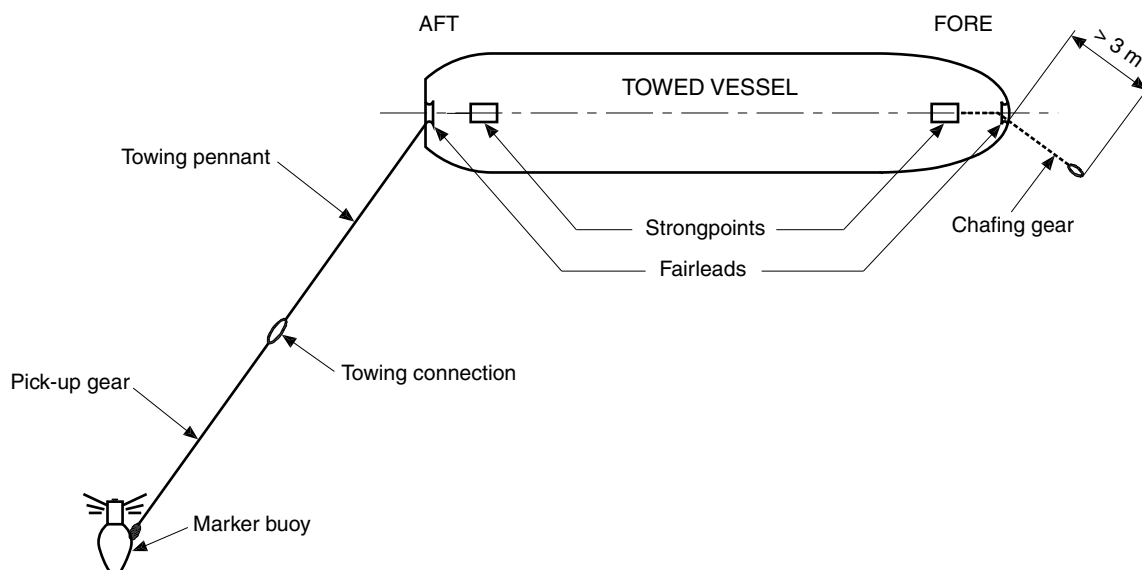 AFT
FORE
> 3 m
TOWED VESSEL
Towing pennant
Strongpoints
Chafing gear
Fairleads
Towing connection
Pick-up gear
Marker buoy